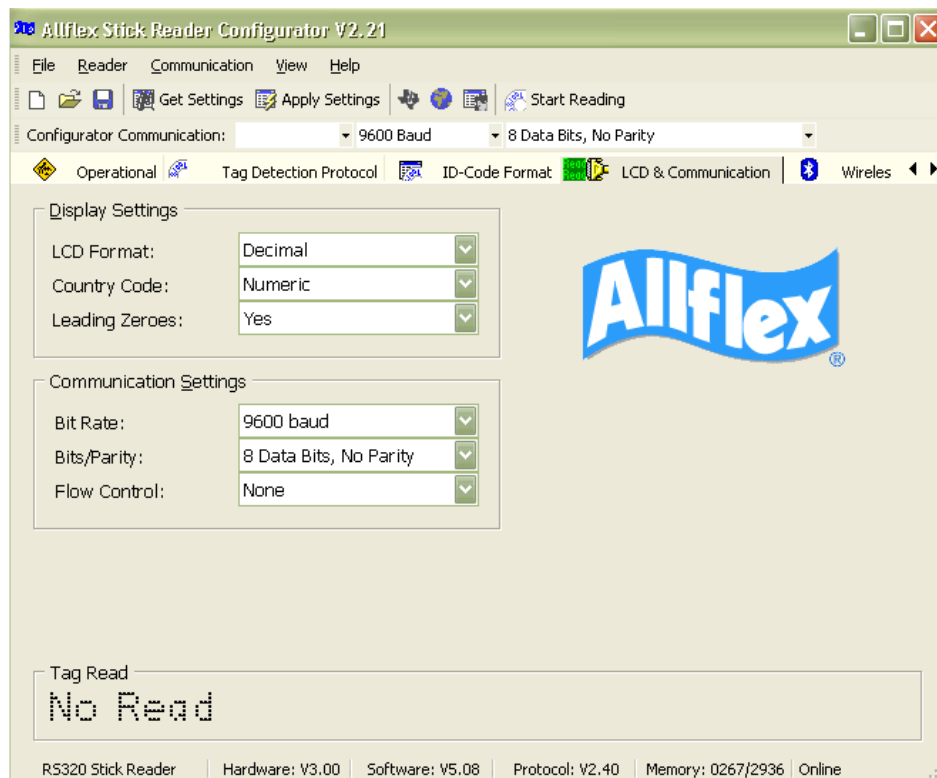 Allflex Stick Reader Configurator V2.21
File Reader Communication View Help
Get Settings Apply Settings Start Reading
Configurator Communication: 9600 Baud 8 Data Bits, No Parity
Operational Tag Detection Protocol ID-Code Format LCD & Communication Wireles
Display Settings
LCD Format: Decimal
Country Code: Numeric
Leading Zeroes: Yes
Allflex
®
Communication Settings
Bit Rate: 9600 baud
Bits/Parity: 8 Data Bits, No Parity
Flow Control: None
Tag Read
No Read
RS320 Stick Reader Hardware: V3.00 Software: V5.08 Protocol: V2.40 Memory: 0267/2936 Online